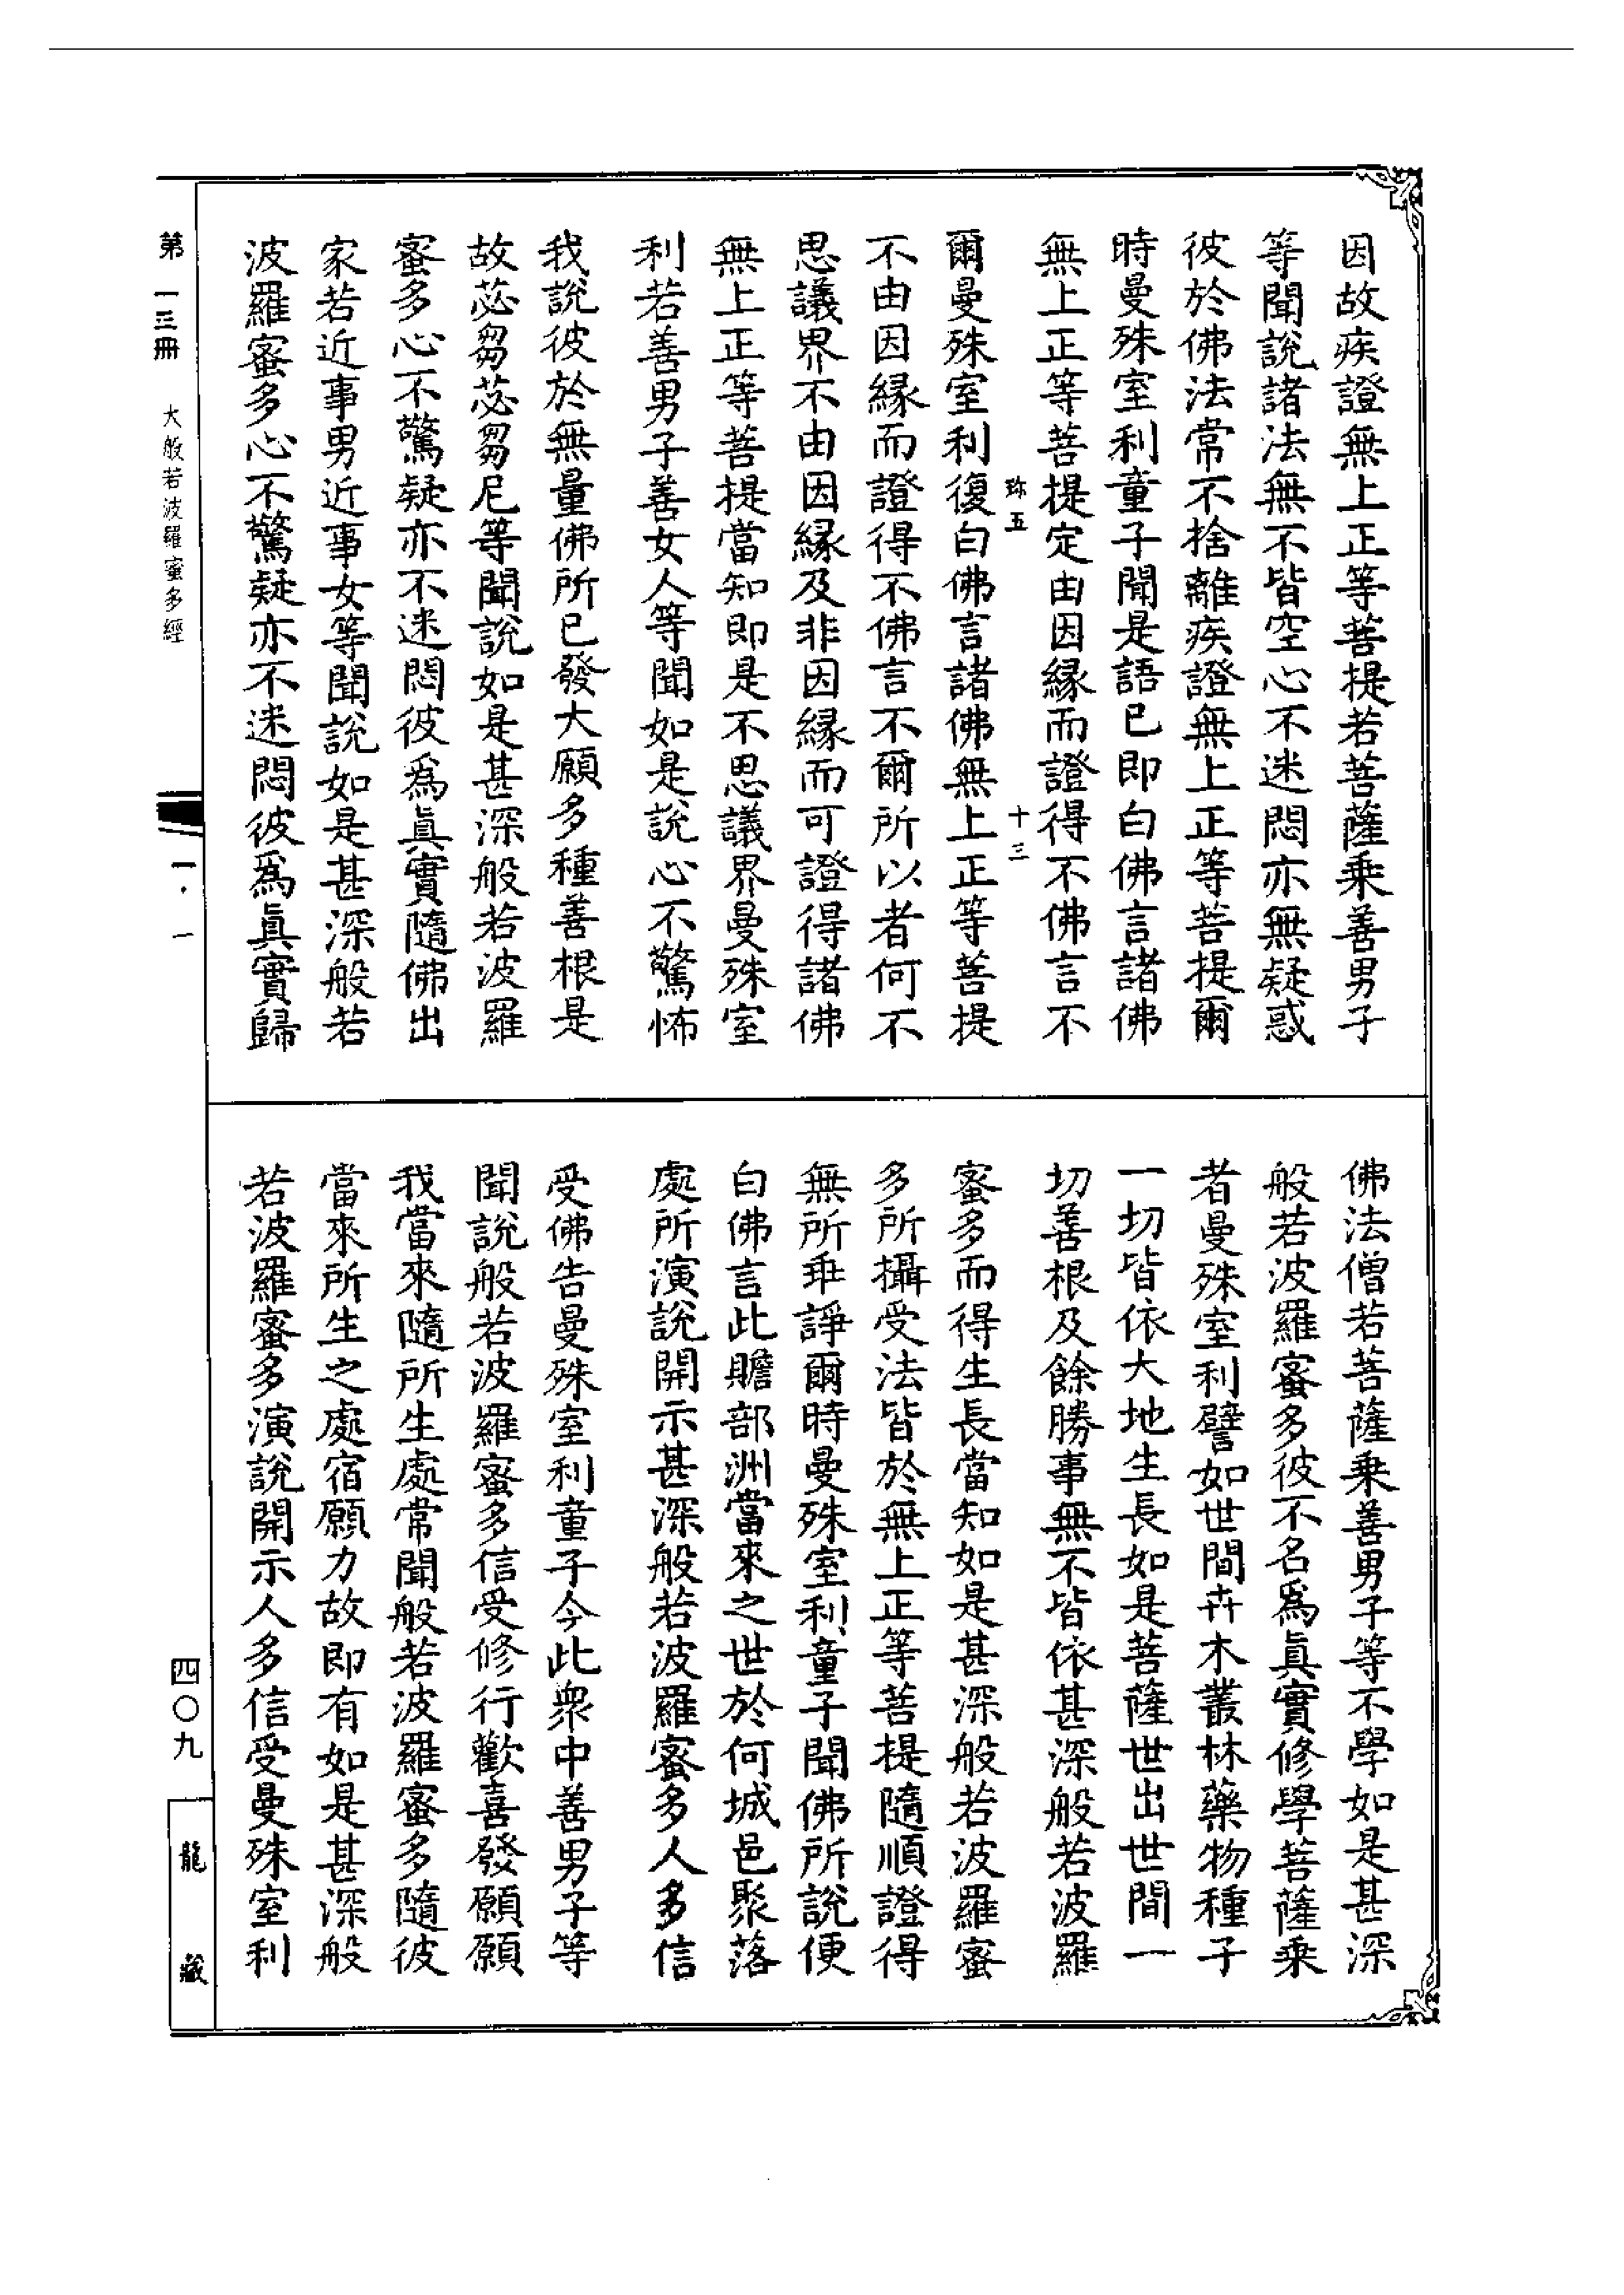 因故疾證無上正等菩提若菩薩乘善男子
等聞說諸法無不皆空心不迷悶亦無疑惑
彼於佛法常不捨離疾證無上正等菩提爾
時曼殊室利童子聞是語已即白佛言諸佛
無上正等菩提定由因緣而證得不佛言不
珎五
十三
爾曼殊室利復白佛言諸佛無上正等菩提
不由因緣而證得不佛言不爾所以者何不
思議界不由因緣及非因緣而可證得諸佛
無上正等菩提當知即是不思議界曼殊室
利若善男子善女人等聞如是說心不驚怖
我說彼於無量佛所已發大願多種善根是
故苾芻苾芻尼等聞說如是甚深般若波羅
蜜多心不驚疑亦不迷悶彼爲眞實隨佛出
家若近事男近事女等聞說如是甚深般若
波羅蜜多心不驚疑亦不迷悶彼爲眞實歸
佛法僧若菩薩乘善男子等不學如是甚深
般若波羅蜜多彼不名爲眞實修學菩薩乘
者曼殊室利譬如世間卉木叢林藥物種子
一切皆依大地生長如是菩薩世出世間一
切善根及餘勝事無不皆依甚深般若波羅
蜜多而得生長當知如是甚深般若波羅蜜
多所攝受法皆於無上正等菩提隨順證得
無所乖諍爾時曼殊室利童子聞佛所說便
白佛言此贍部洲當來之世於何城邑聚落
處所演說開示甚深般若波羅蜜多人多信
受佛告曼殊室利童子今此衆中善男子等
聞說般若波羅蜜多信受修行歡喜發願願
我當來隨所生處常聞般若波羅蜜多隨彼
當來所生之處宿願力故即有如是甚深般
若波羅蜜多演說開示人多信受曼殊室利
第一三冊 大般若波羅蜜多經
一·一
四〇九
龍藏